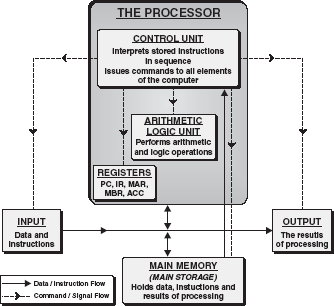 THE PROCESSOR
CONTROL UNIT
Interprets stored instructions
in sequence
Issues commands to all elements
of the computer
ARITHMETIC
LOGIC UNIT
Performs arithmetic
and logic operations
REGISTERS
PC, IR, MAR,
MBR, ACC
INPUT
Data and
instructions
OUTPUT
The results
of processing
MAIN MEMORY
(MAIN STORAGE)
Holds data, instuctions and
results of processing
Data / Instruction Flow
Command / Signal Flow